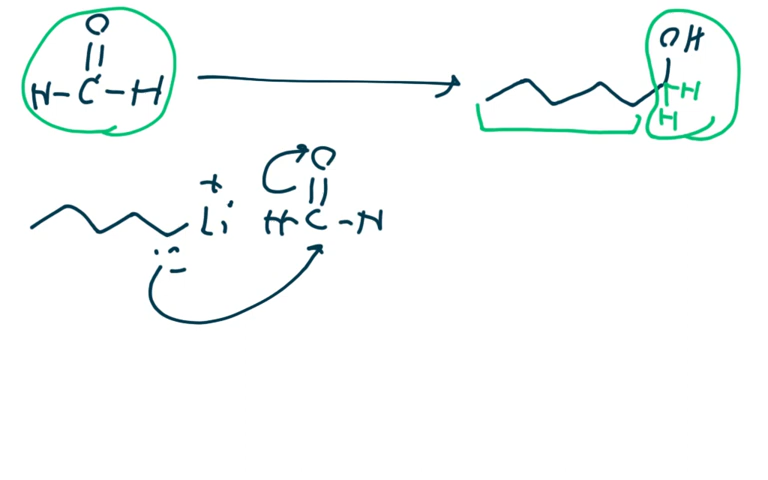 O OH
H-C-H H
H
+ O
Li H-C-H